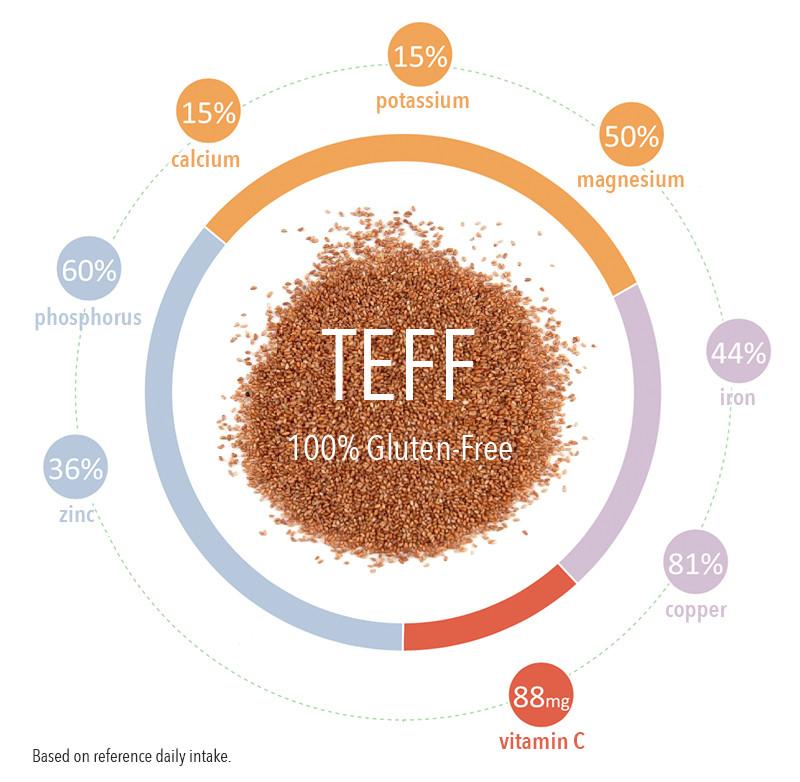 15%
potassium
15%
calcium
50%
magnesium
60%
phosphorus
44%
iron
TEFF
100% Gluten-Free
36%
zinc
81%
copper
88mg
vitamin C
Based on reference daily intake.